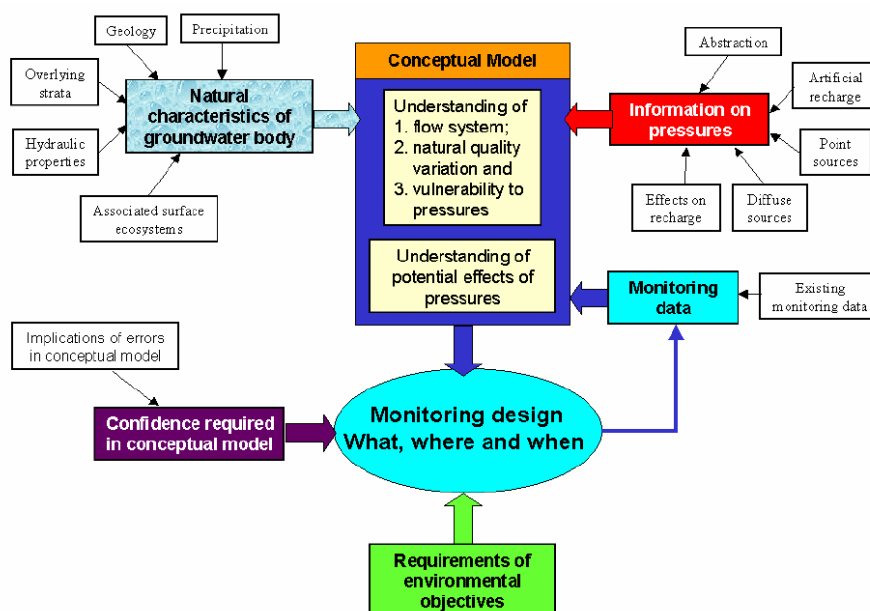 Geology
Precipitation
Overlying
strata
Hydraulic
properties
Associated surface
ecosystems
Natural
characteristics of
groundwater body
Conceptual Model
Understanding of
1. flow system;
2. natural quality
variation and
3. vulnerability to
pressures
Understanding of
potential effects of
pressures
Abstraction
Artificial
recharge
Information on
pressures
Point
sources
Effects on
recharge
Diffuse
sources
Monitoring
data
Existing
monitoring data
Implications of errors
in conceptual model
Confidence required
in conceptual model
Monitoring design
What, where and when
Requirements of
environmental
objectives